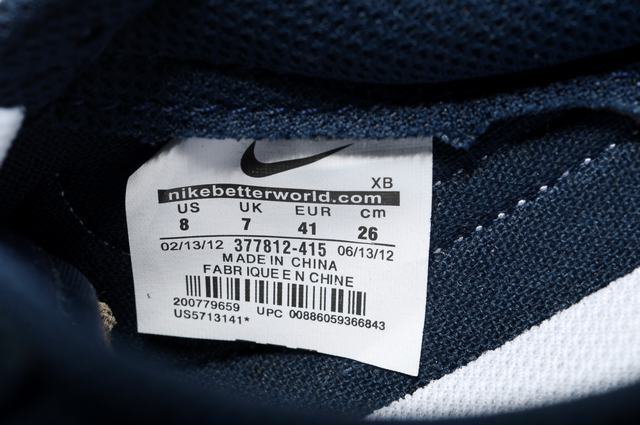 XB
nikebetterworld.com
US UK EUR cm
8 7 41 26
02/13/12 377812-415 06/13/12
MADE IN CHINA
FABRIQUE EN CHINE
200779659
US5713141* UPC 00886059366843